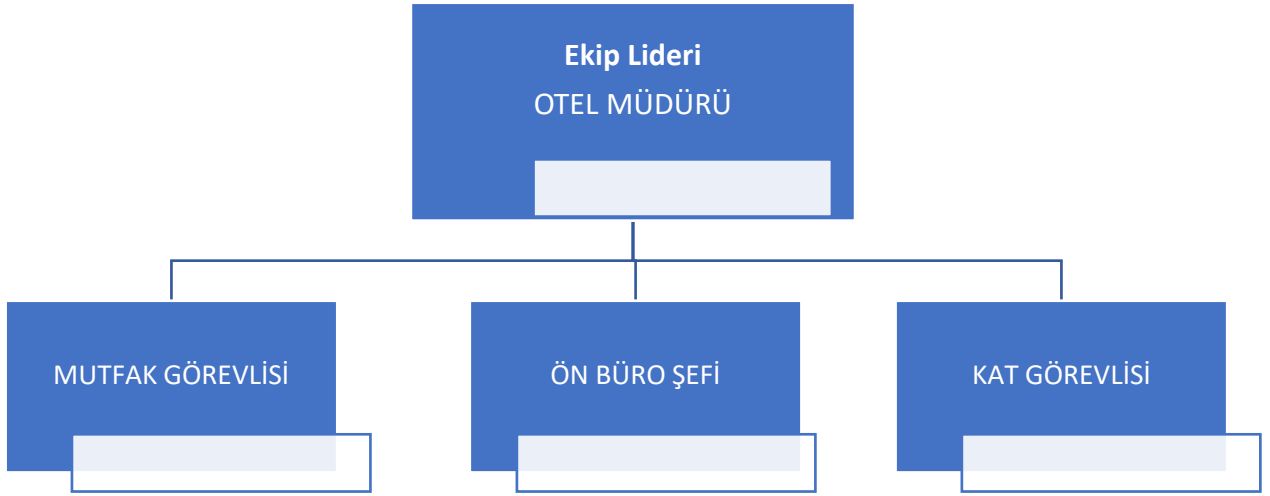 Ekip Lideri
OTEL MÜDÜRÜ
MUTFAK GÖREVLİSİ
ÖN BÜRO ŞEFİ
KAT GÖREVLİSİ